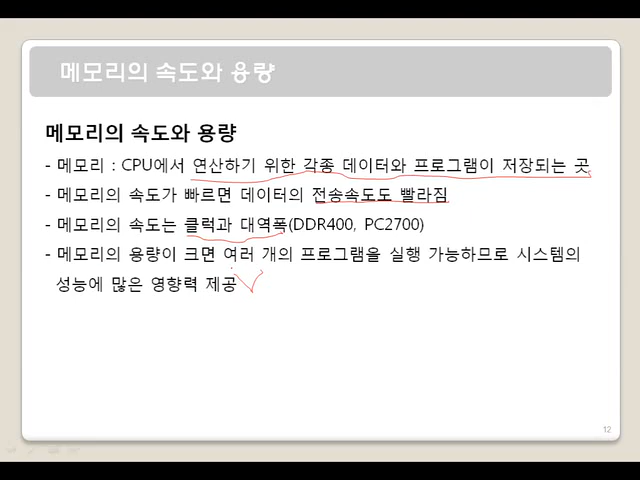 메모리의 속도와 용량
메모리의 속도와 용량
- 메모리 : CPU에서 연산하기 위한 각종 데이터와 프로그램이 저장되는 곳
- 메모리의 속도가 빠르면 데이터의 전송속도도 빨라짐
- 메모리의 속도는 클럭과 대역폭(DDR400, PC2700)
- 메모리의 용량이 크면 여러 개의 프로그램을 실행 가능하므로 시스템의
성능에 많은 영향력 제공
12